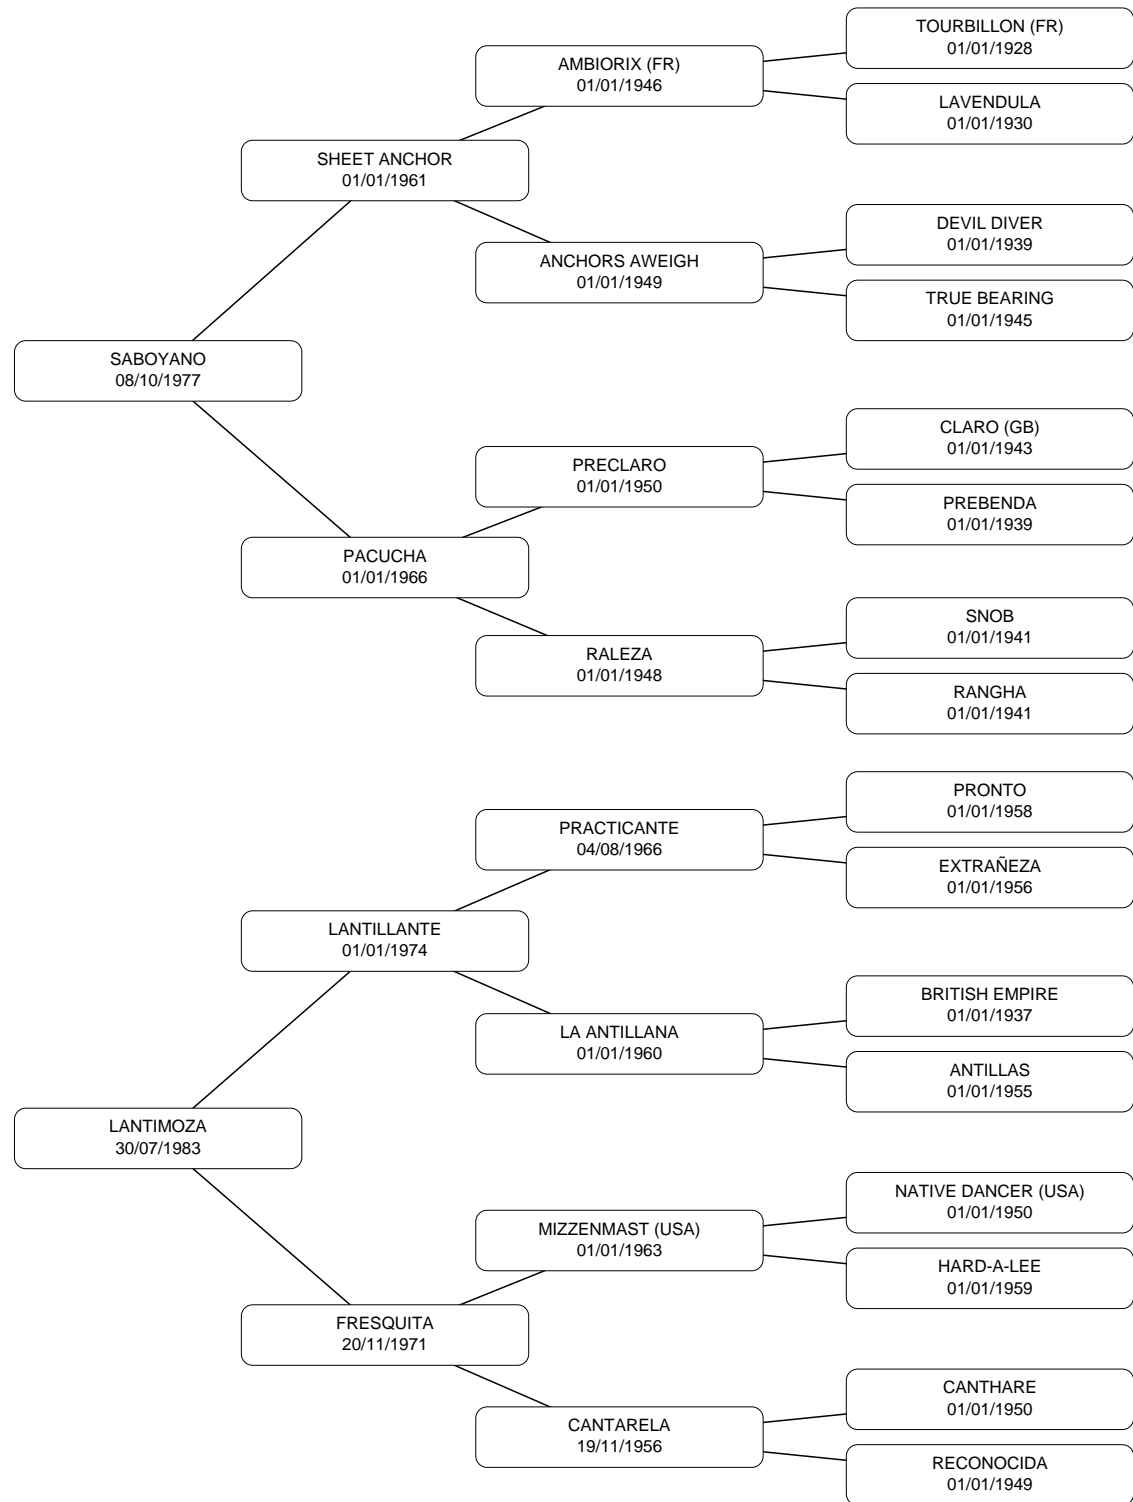 TOURBILLON (FR)
01/01/1928
AMBIORIX (FR)
01/01/1946
LAVENDULA
01/01/1930
SHEET ANCHOR
01/01/1961
DEVIL DIVER
01/01/1939
ANCHORS AWEIGH
01/01/1949
TRUE BEARING
01/01/1945
SABOYANO
08/10/1977
CLARO (GB)
01/01/1943
PRECLARO
01/01/1950
PREBENDA
01/01/1939
PACUCHA
01/01/1966
SNOB
01/01/1941
RALEZA
01/01/1948
RANGHA
01/01/1941
PRONTO
01/01/1958
PRACTICANTE
04/08/1966
EXTRAÑEZA
01/01/1956
LANTILLANTE
01/01/1974
BRITISH EMPIRE
01/01/1937
LA ANTILLANA
01/01/1960
ANTILLAS
01/01/1955
LANTIMOZA
30/07/1983
NATIVE DANCER (USA)
01/01/1950
MIZZENMAST (USA)
01/01/1963
HARD-A-LEE
01/01/1959
FRESQUITA
20/11/1971
CANTHARE
01/01/1950
CANTARELA
19/11/1956
RECONOCIDA
01/01/1949